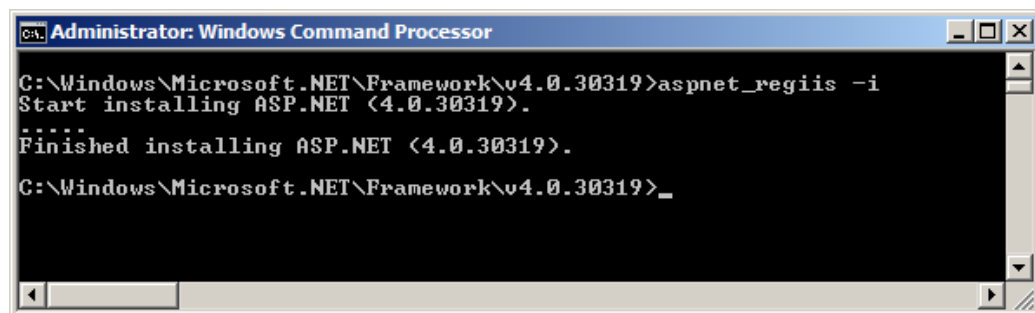 Administrator: Windows Command Processor
C:\Windows\Microsoft.NET\Framework\v4.0.30319>aspnet_regiis -i
Start installing ASP.NET (4.0.30319).
.....
Finished installing ASP.NET (4.0.30319).
C:\Windows\Microsoft.NET\Framework\v4.0.30319>_